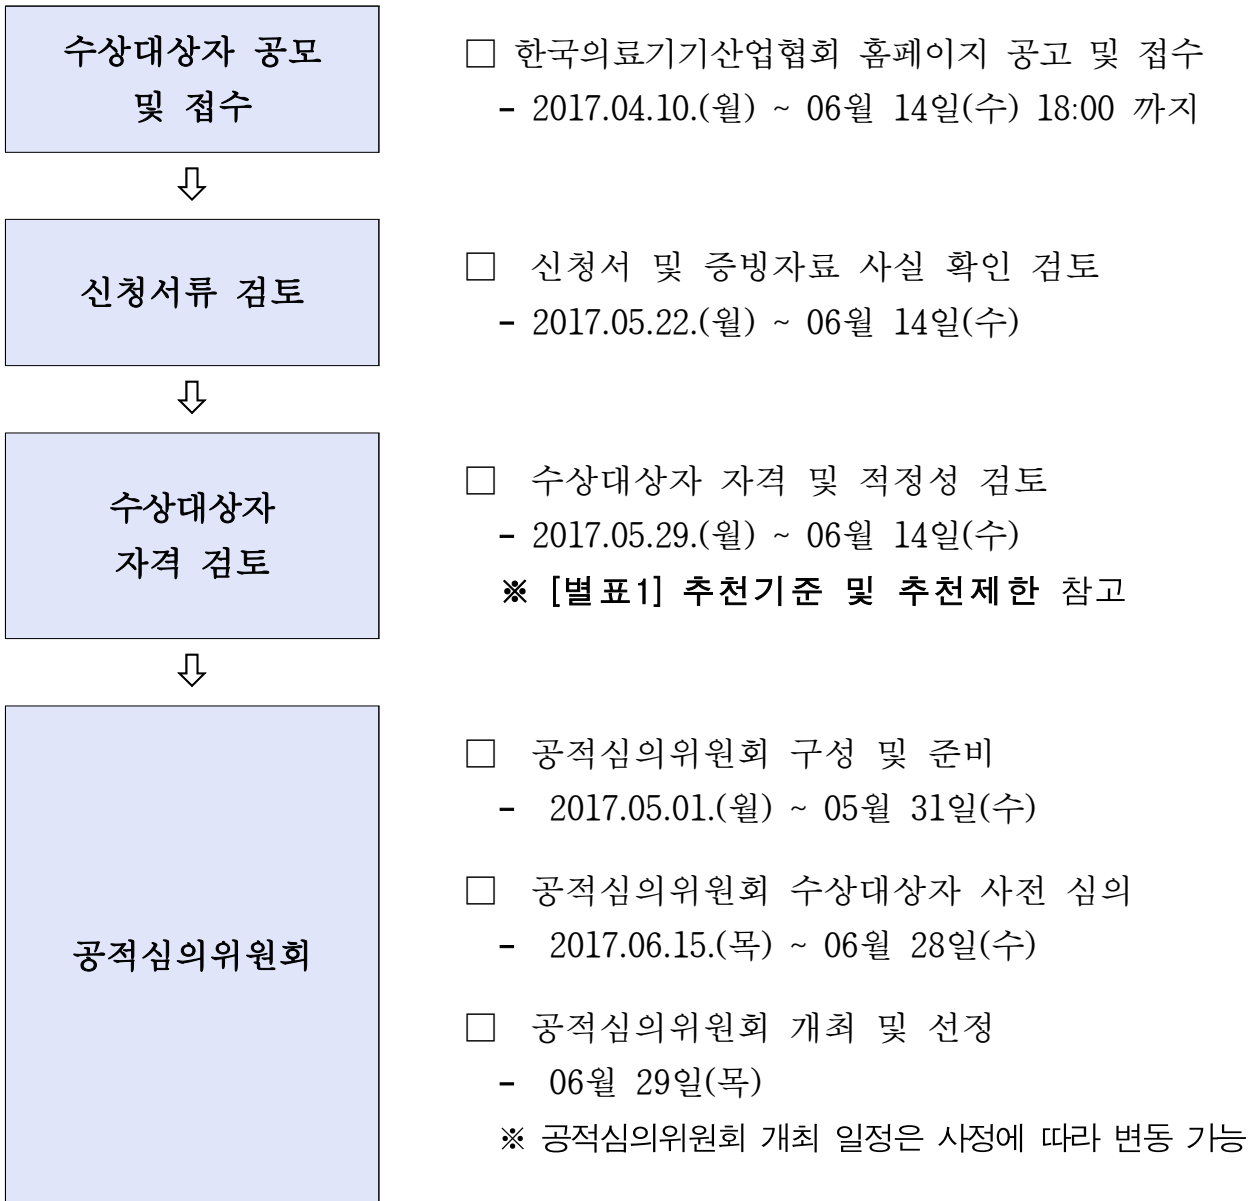 수상대상자 공모
및 접수
□ 한국의료기기산업협회 홈페이지 공고 및 접수
- 2017.04.10.(월) ~ 06월 14일(수) 18:00 까지
⇩
신청서류 검토
□ 신청서 및 증빙자료 사실 확인 검토
- 2017.05.22.(월) ~ 06월 14일(수)
⇩
수상대상자
자격 검토
□ 수상대상자 자격 및 적정성 검토
- 2017.05.29.(월) ~ 06월 14일(수)
※ [별표1] 추천기준 및 추천제한 참고
⇩
공적심의위원회
□ 공적심의위원회 구성 및 준비
- 2017.05.01.(월) ~ 05월 31일(수)
□ 공적심의위원회 수상대상자 사전 심의
- 2017.06.15.(목) ~ 06월 28일(수)
□ 공적심의위원회 개최 및 선정
- 06월 29일(목)
※ 공적심의위원회 개최 일정은 사정에 따라 변동 가능